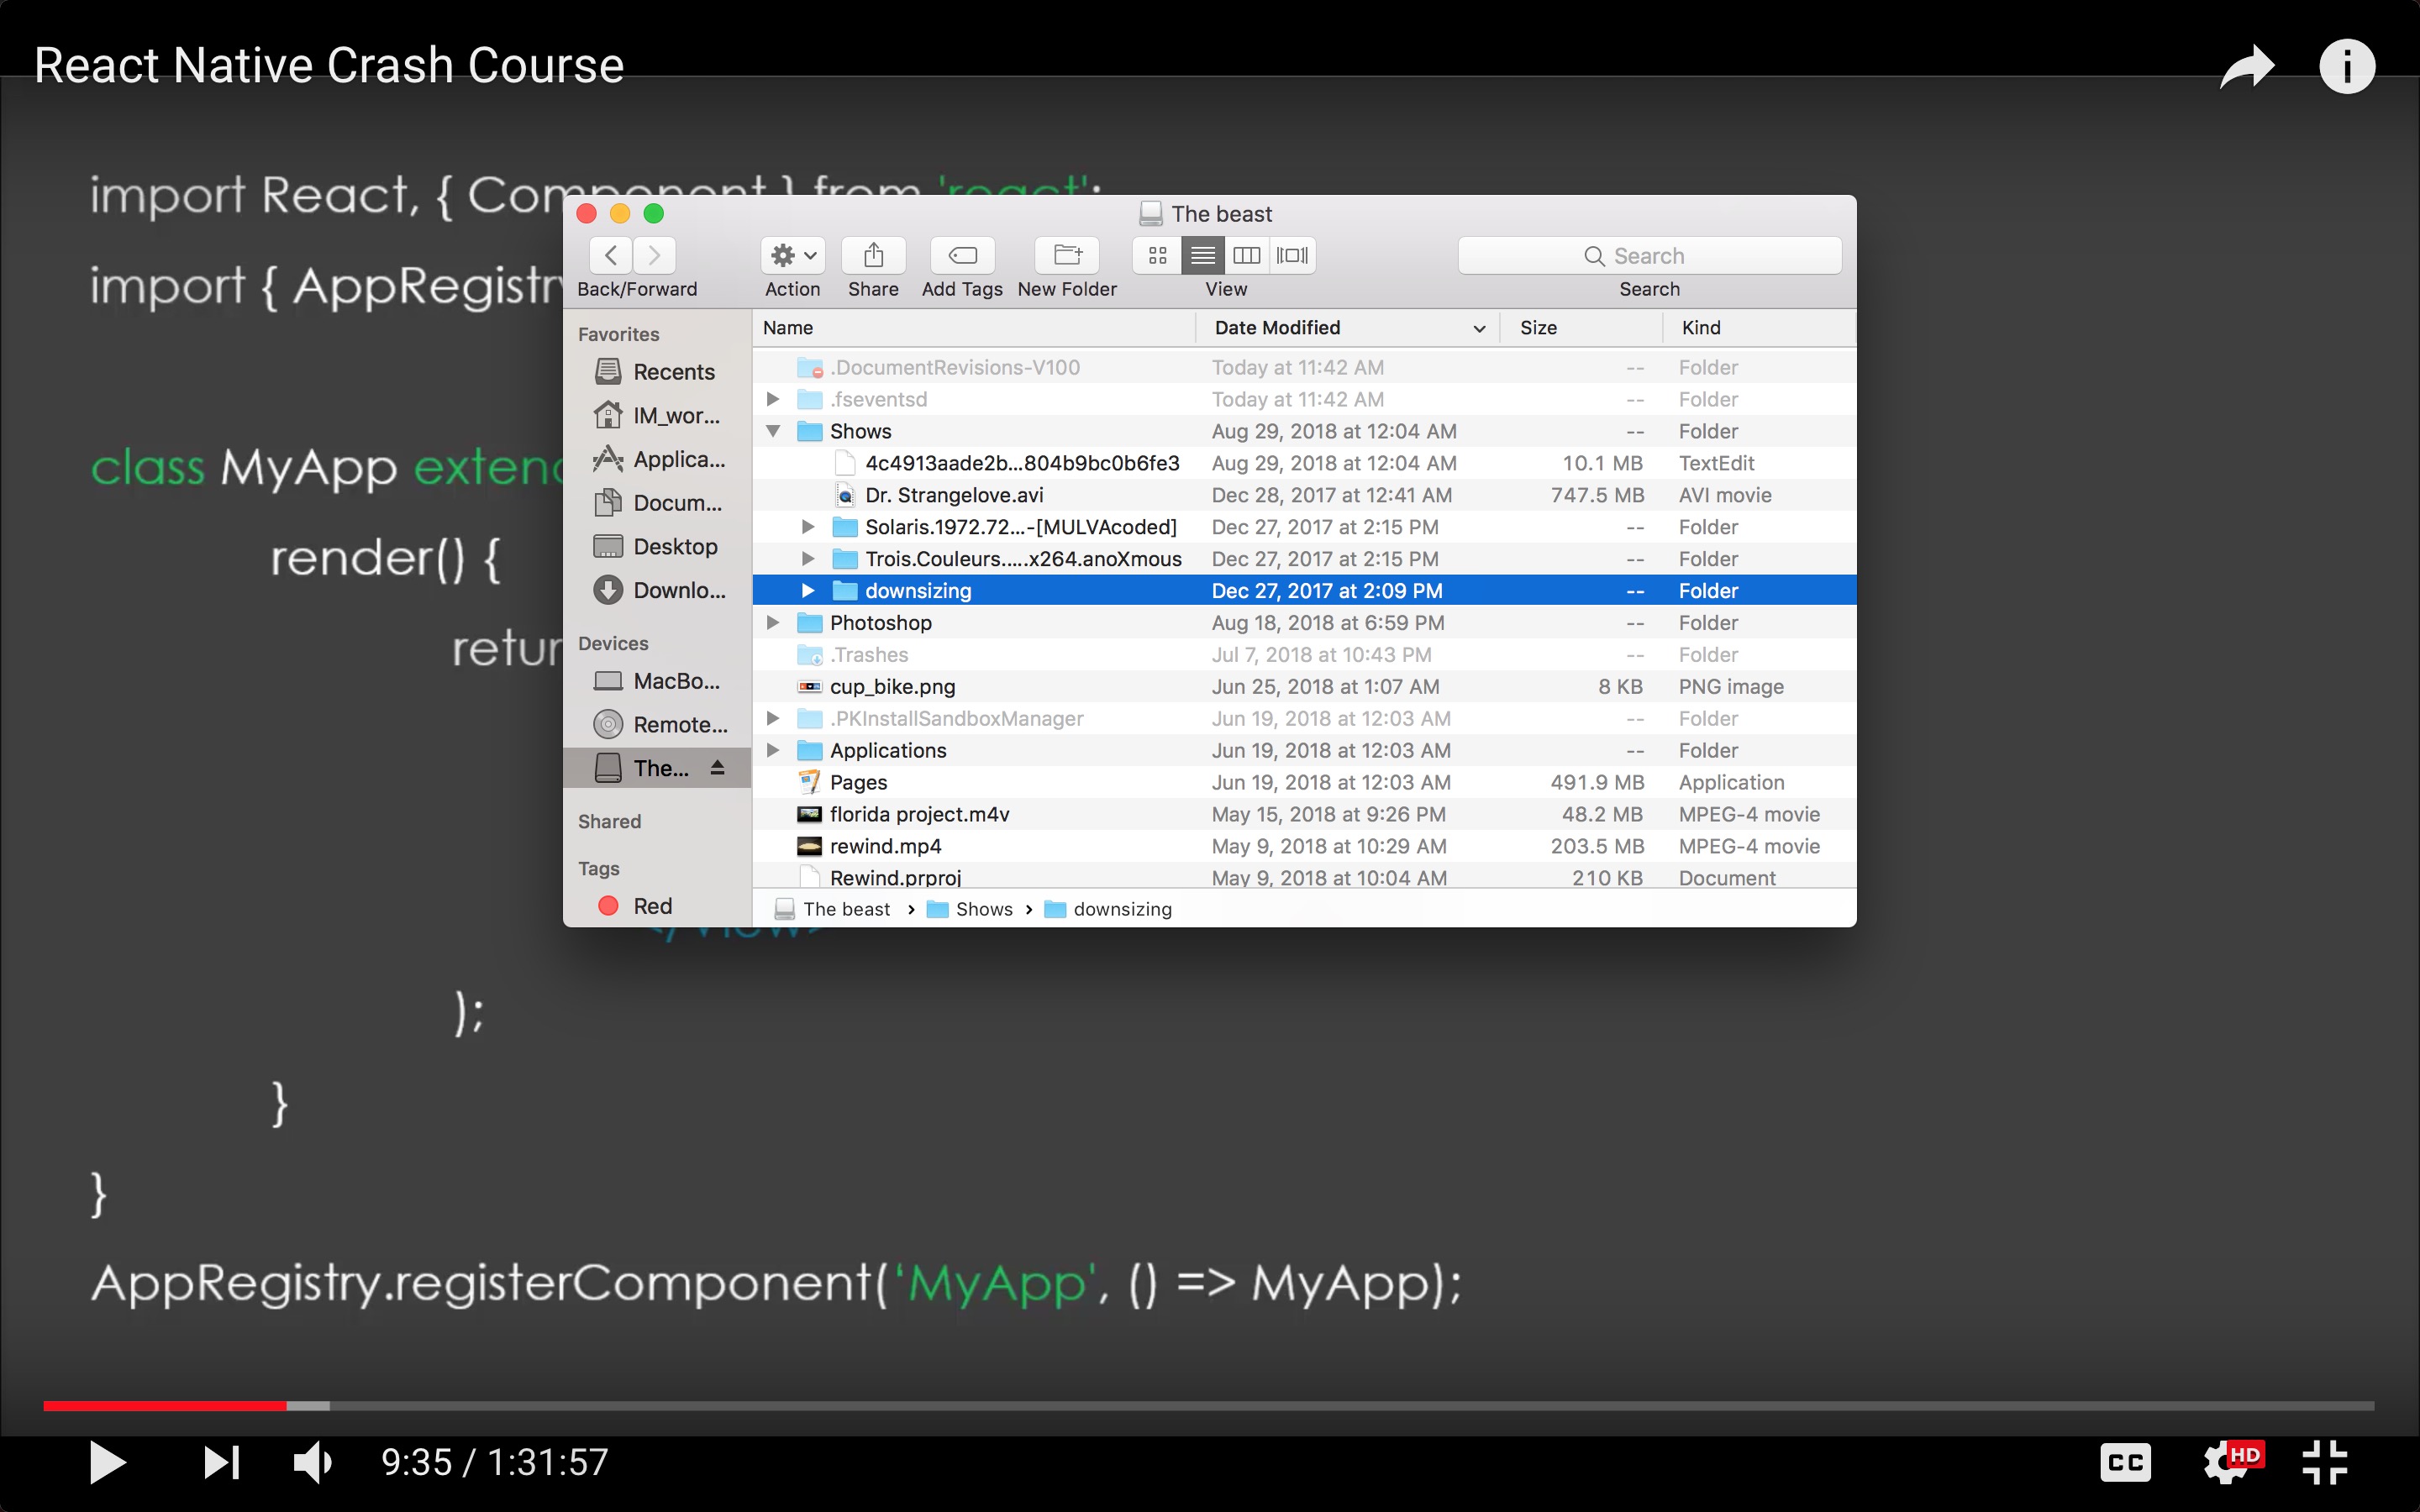 React Native Crash Course
import React, { Component } from 'react';
import { AppRegistry
class MyApp extend
render() {
retur
The beast
Back/Forward Action Share Add Tags New Folder View Search Search
Favorites
Recents
IM_wor...
Applica...
Docum...
Desktop
Downlo...
Devices
MacBo...
Remote...
The...
Shared
Tags
Red
Name Date Modified Size Kind
.DocumentRevisions-V100 Today at 11:42 AM -- Folder
.fseventsd Today at 11:42 AM -- Folder
Shows Aug 29, 2018 at 12:04 AM -- Folder
4c4913aade2b...804b9bc0b6fe3 Aug 29, 2018 at 12:04 AM 10.1 MB TextEdit
Dr. Strangelove.avi Dec 28, 2017 at 12:41 AM 747.5 MB AVI movie
Solaris.1972.72...-[MULVAcoded] Dec 27, 2017 at 2:15 PM -- Folder
Trois.Couleurs.....x264.anoXmous Dec 27, 2017 at 2:15 PM -- Folder
downsizing Dec 27, 2017 at 2:09 PM -- Folder
Photoshop Aug 18, 2018 at 6:59 PM -- Folder
.Trashes Jul 7, 2018 at 10:43 PM -- Folder
cup_bike.png Jun 25, 2018 at 1:07 AM 8 KB PNG image
.PKInstallSandboxManager Jun 19, 2018 at 12:03 AM -- Folder
Applications Jun 19, 2018 at 12:03 AM -- Folder
Pages Jun 19, 2018 at 12:03 AM 491.9 MB Application
florida project.m4v May 15, 2018 at 9:26 PM 48.2 MB MPEG-4 movie
rewind.mp4 May 9, 2018 at 10:29 AM 203.5 MB MPEG-4 movie
Rewind.prproj May 9, 2018 at 10:04 AM 210 KB Document
The beast › Shows › downsizing
</View>
);
}
}
AppRegistry.registerComponent('MyApp', () => MyApp);
9:35 / 1:31:57
CC
HD